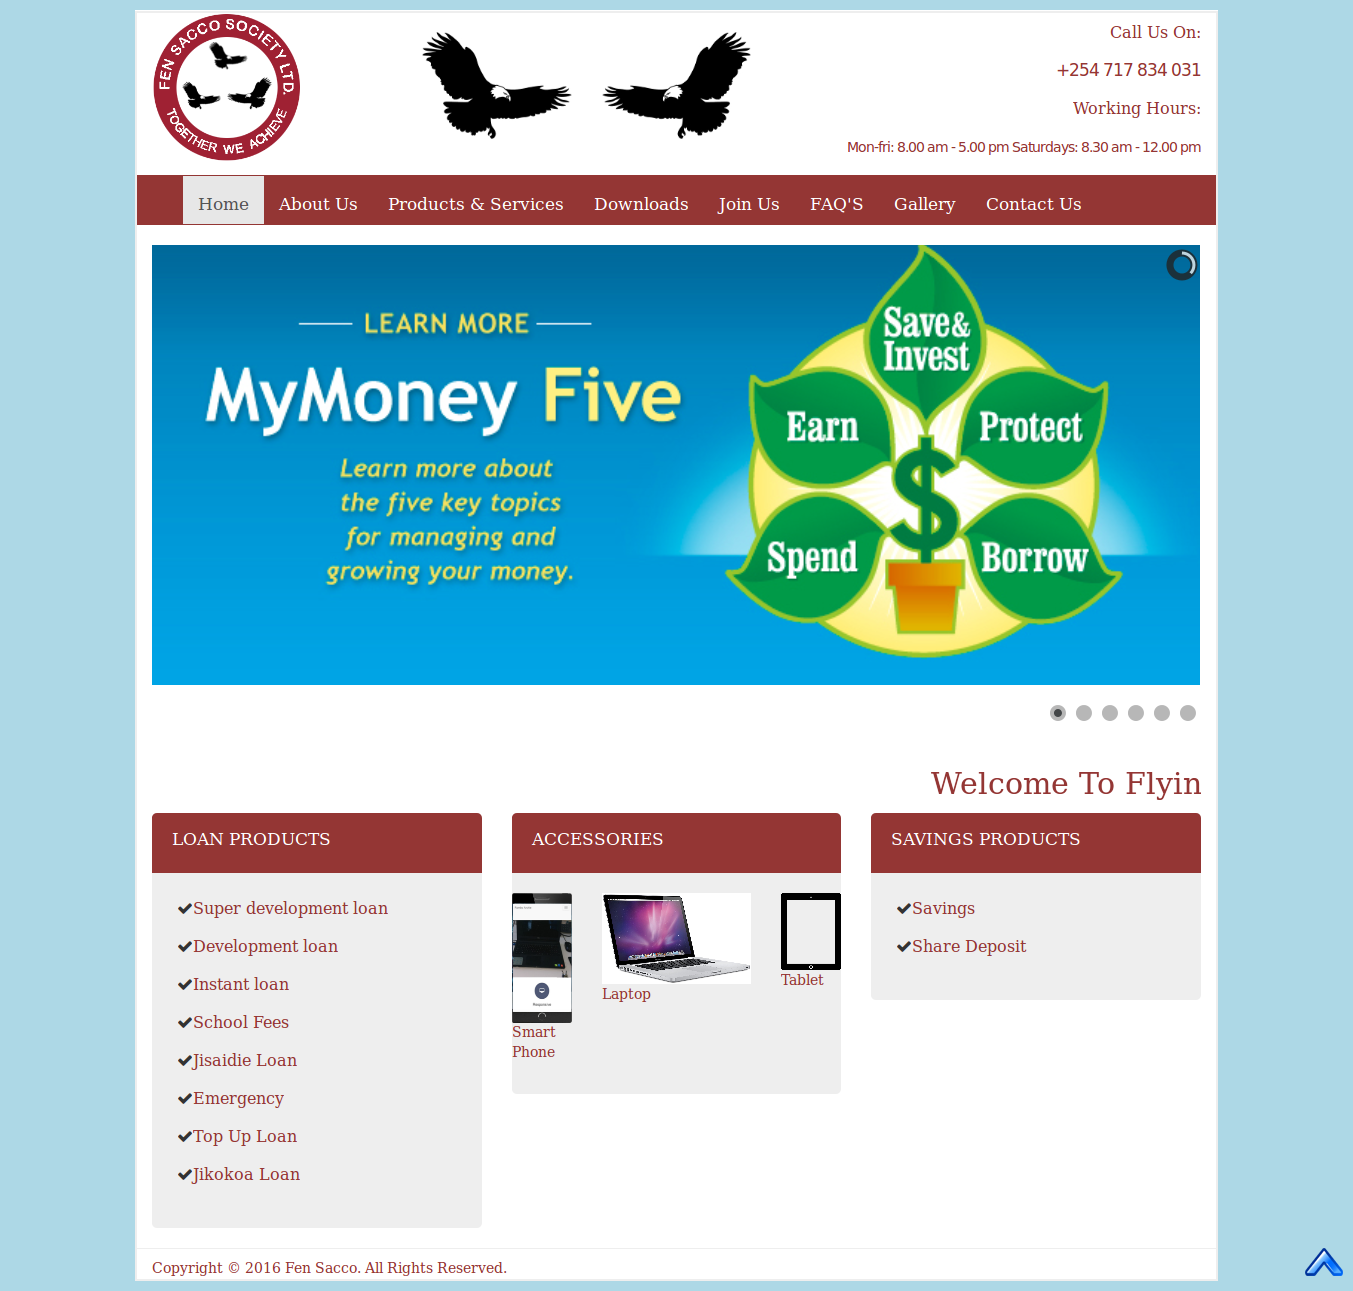 FEN SACCO SOCIETY LTD.
TOGETHER WE ACHIEVE
Call Us On:
+254 717 834 031
Working Hours:
Mon-fri: 8.00 am - 5.00 pm Saturdays: 8.30 am - 12.00 pm
Home About Us Products & Services Downloads Join Us FAQ'S Gallery Contact Us
LEARN MORE
MyMoney Five
Learn more about
the five key topics
for managing and
growing your money.
Save &
Invest
Earn
Protect
$
Spend
Borrow
Welcome To Flyin
LOAN PRODUCTS
Super development loan
Development loan
Instant loan
School Fees
Jisaidie Loan
Emergency
Top Up Loan
Jikokoa Loan
ACCESSORIES
Smart
Phone
Laptop
Tablet
SAVINGS PRODUCTS
Savings
Share Deposit
Copyright © 2016 Fen Sacco. All Rights Reserved.